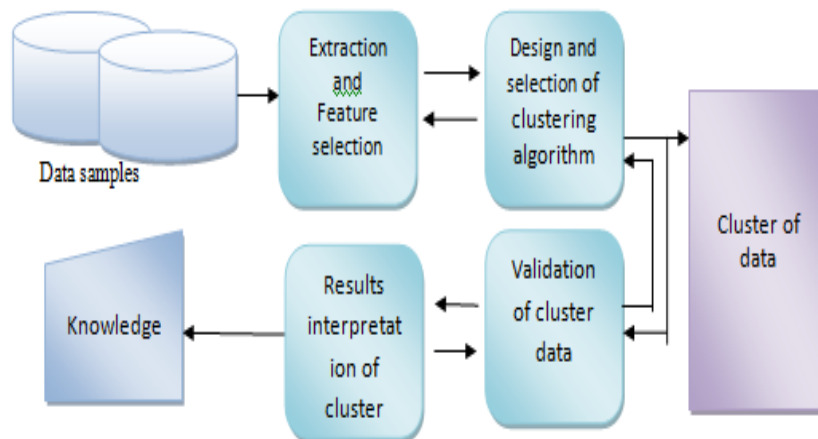 Extraction
and
Feature
selection
Design and
selection of
clustering
algorithm
Data samples
Cluster of
data
Knowledge
Results
interpretat
ion of
cluster
Validation
of cluster
data